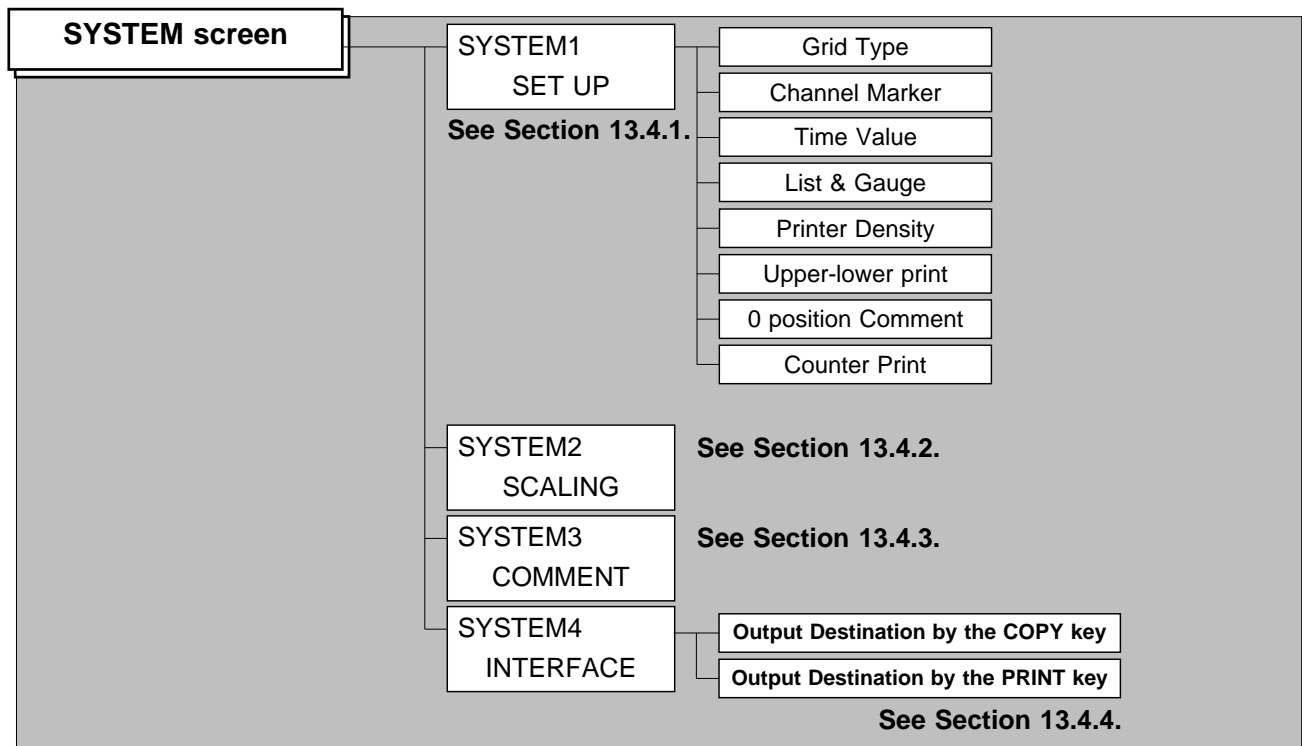 SYSTEM screen
SYSTEM1
SET UP
See Section 13.4.1.
Grid Type
Channel Marker
Time Value
List & Gauge
Printer Density
Upper-lower print
0 position Comment
Counter Print
SYSTEM2
SCALING
See Section 13.4.2.
SYSTEM3
COMMENT
See Section 13.4.3.
SYSTEM4
INTERFACE
Output Destination by the COPY key
Output Destination by the PRINT key
See Section 13.4.4.